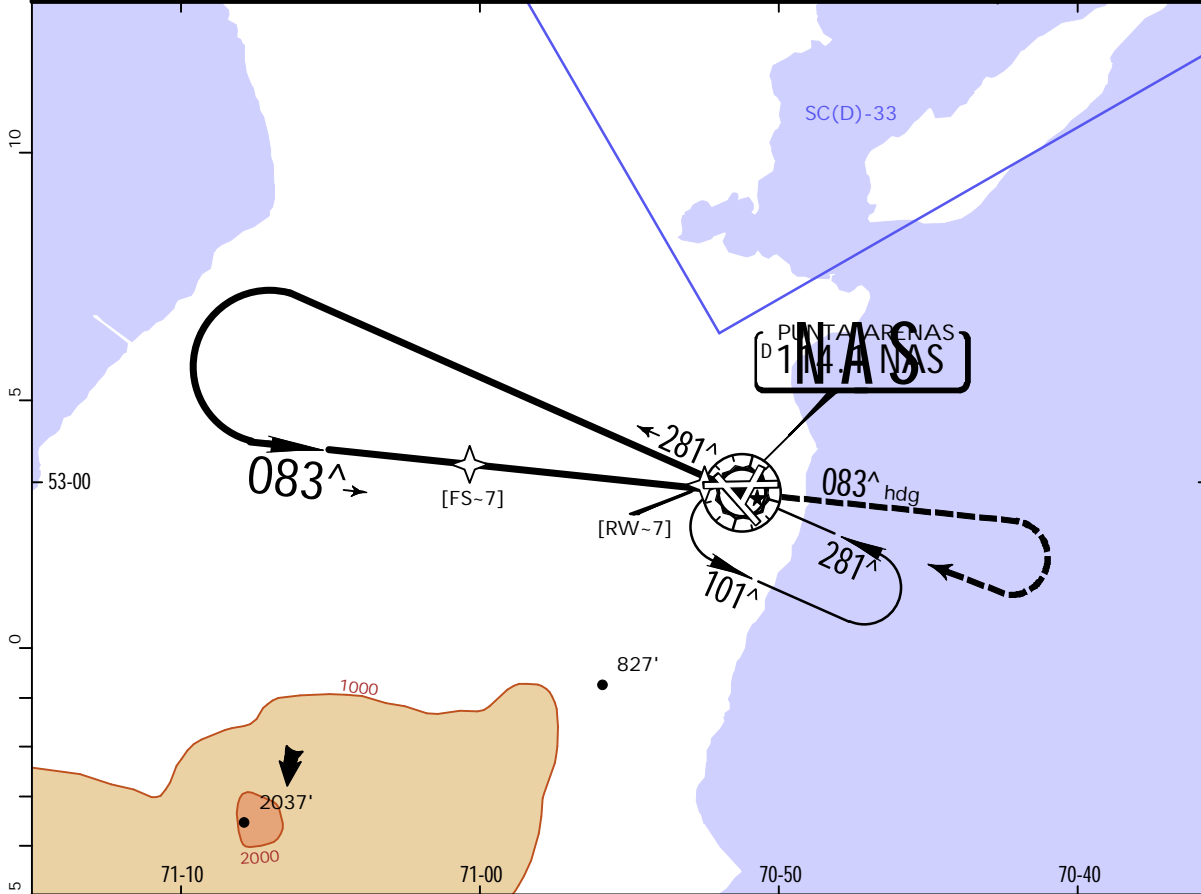 SC(D)-33
10
PUNTA ARENAS
D 114.1 NAS
NAS
5
281^
083^
53-00
[FS~7]
083^ hdg
[RW~7]
281^
101^
0
827'
1000
2037'
2000
71-10
71-00
70-50
70-40
5